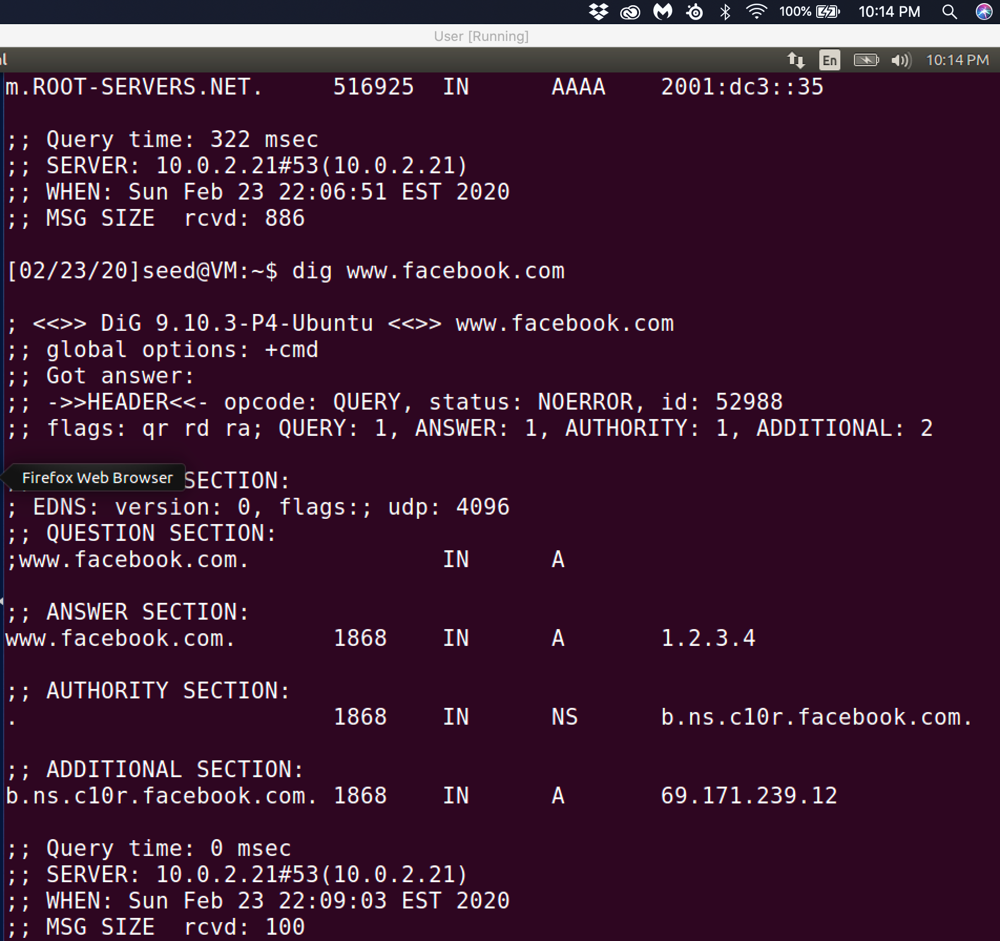 100% 10:14 PM
User [Running]
al En 10:14 PM
m.ROOT-SERVERS.NET. 516925 IN AAAA 2001:dc3::35
;; Query time: 322 msec
;; SERVER: 10.0.2.21#53(10.0.2.21)
;; WHEN: Sun Feb 23 22:06:51 EST 2020
;; MSG SIZE  rcvd: 886
[02/23/20]seed@VM:~$ dig www.facebook.com
; <<>> DiG 9.10.3-P4-Ubuntu <<>> www.facebook.com
;; global options: +cmd
;; Got answer:
;; ->>HEADER<<- opcode: QUERY, status: NOERROR, id: 52988
;; flags: qr rd ra; QUERY: 1, ANSWER: 1, AUTHORITY: 1, ADDITIONAL: 2
Firefox Web Browser SECTION:
; EDNS: version: 0, flags:; udp: 4096
;; QUESTION SECTION:
;www.facebook.com. IN A
;; ANSWER SECTION:
www.facebook.com. 1868 IN A 1.2.3.4
;; AUTHORITY SECTION:
. 1868 IN NS b.ns.c10r.facebook.com.
;; ADDITIONAL SECTION:
b.ns.c10r.facebook.com. 1868 IN A 69.171.239.12
;; Query time: 0 msec
;; SERVER: 10.0.2.21#53(10.0.2.21)
;; WHEN: Sun Feb 23 22:09:03 EST 2020
;; MSG SIZE  rcvd: 100